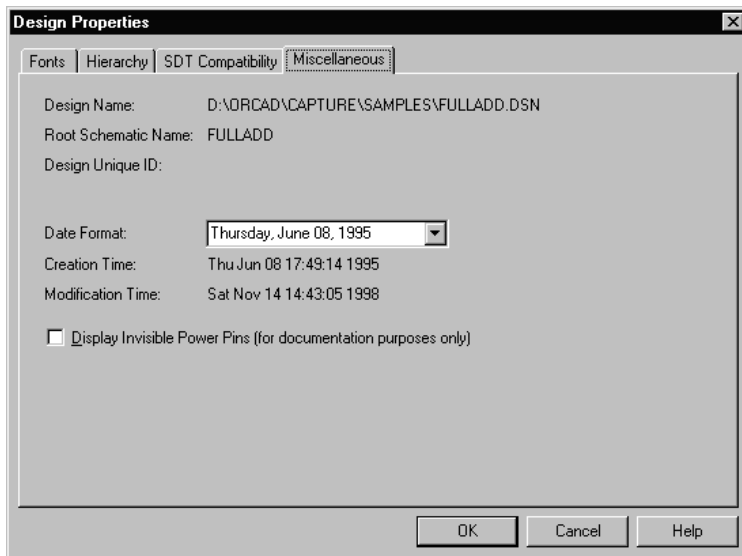 Design Properties
Fonts Hierarchy SDT Compatibility Miscellaneous
Design Name: D:\ORCAD\CAPTURE\SAMPLES\FULLADD.DSN
Root Schematic Name: FULLADD
Design Unique ID:
Date Format: Thursday, June 08, 1995
Creation Time: Thu Jun 08 17:49:14 1995
Modification Time: Sat Nov 14 14:43:05 1998
Display Invisible Power Pins (for documentation purposes only)
OK Cancel Help